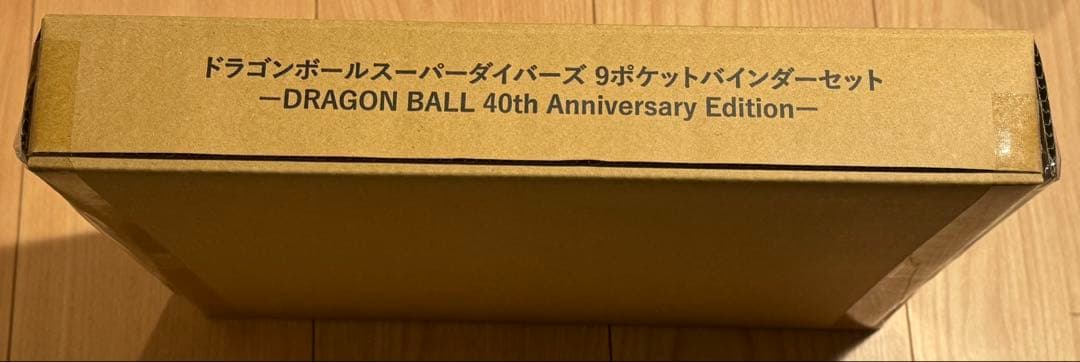 ドラゴンボールスーパーダイバーズ 9ポケットバインダーセット
ーDRAGON BALL 40th Anniversary Editionー